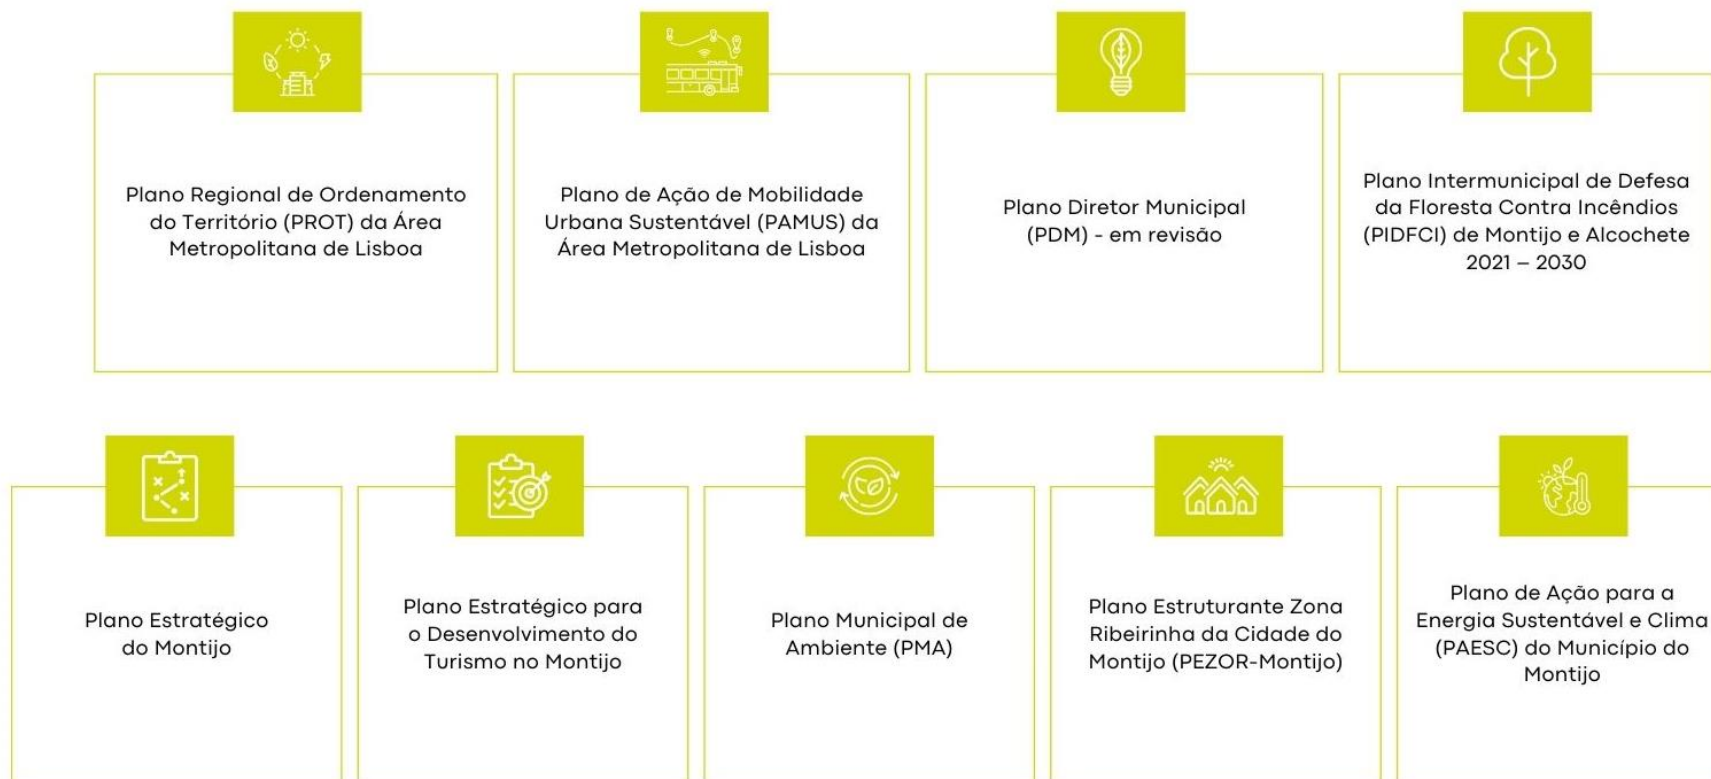 Plano Regional de Ordenamento
do Território (PROT) da Área
Metropolitana de Lisboa
Plano de Ação de Mobilidade
Urbana Sustentável (PAMUS) da
Área Metropolitana de Lisboa
Plano Diretor Municipal
(PDM) - em revisão
Plano Intermunicipal de Defesa
da Floresta Contra Incêndios
(PIDFCI) de Montijo e Alcochete
2021 – 2030
Plano Estratégico
do Montijo
Plano Estratégico para
o Desenvolvimento do
Turismo no Montijo
Plano Municipal de
Ambiente (PMA)
Plano Estruturante Zona
Ribeirinha da Cidade do
Montijo (PEZOR-Montijo)
Plano de Ação para a
Energia Sustentável e Clima
(PAESC) do Município do
Montijo